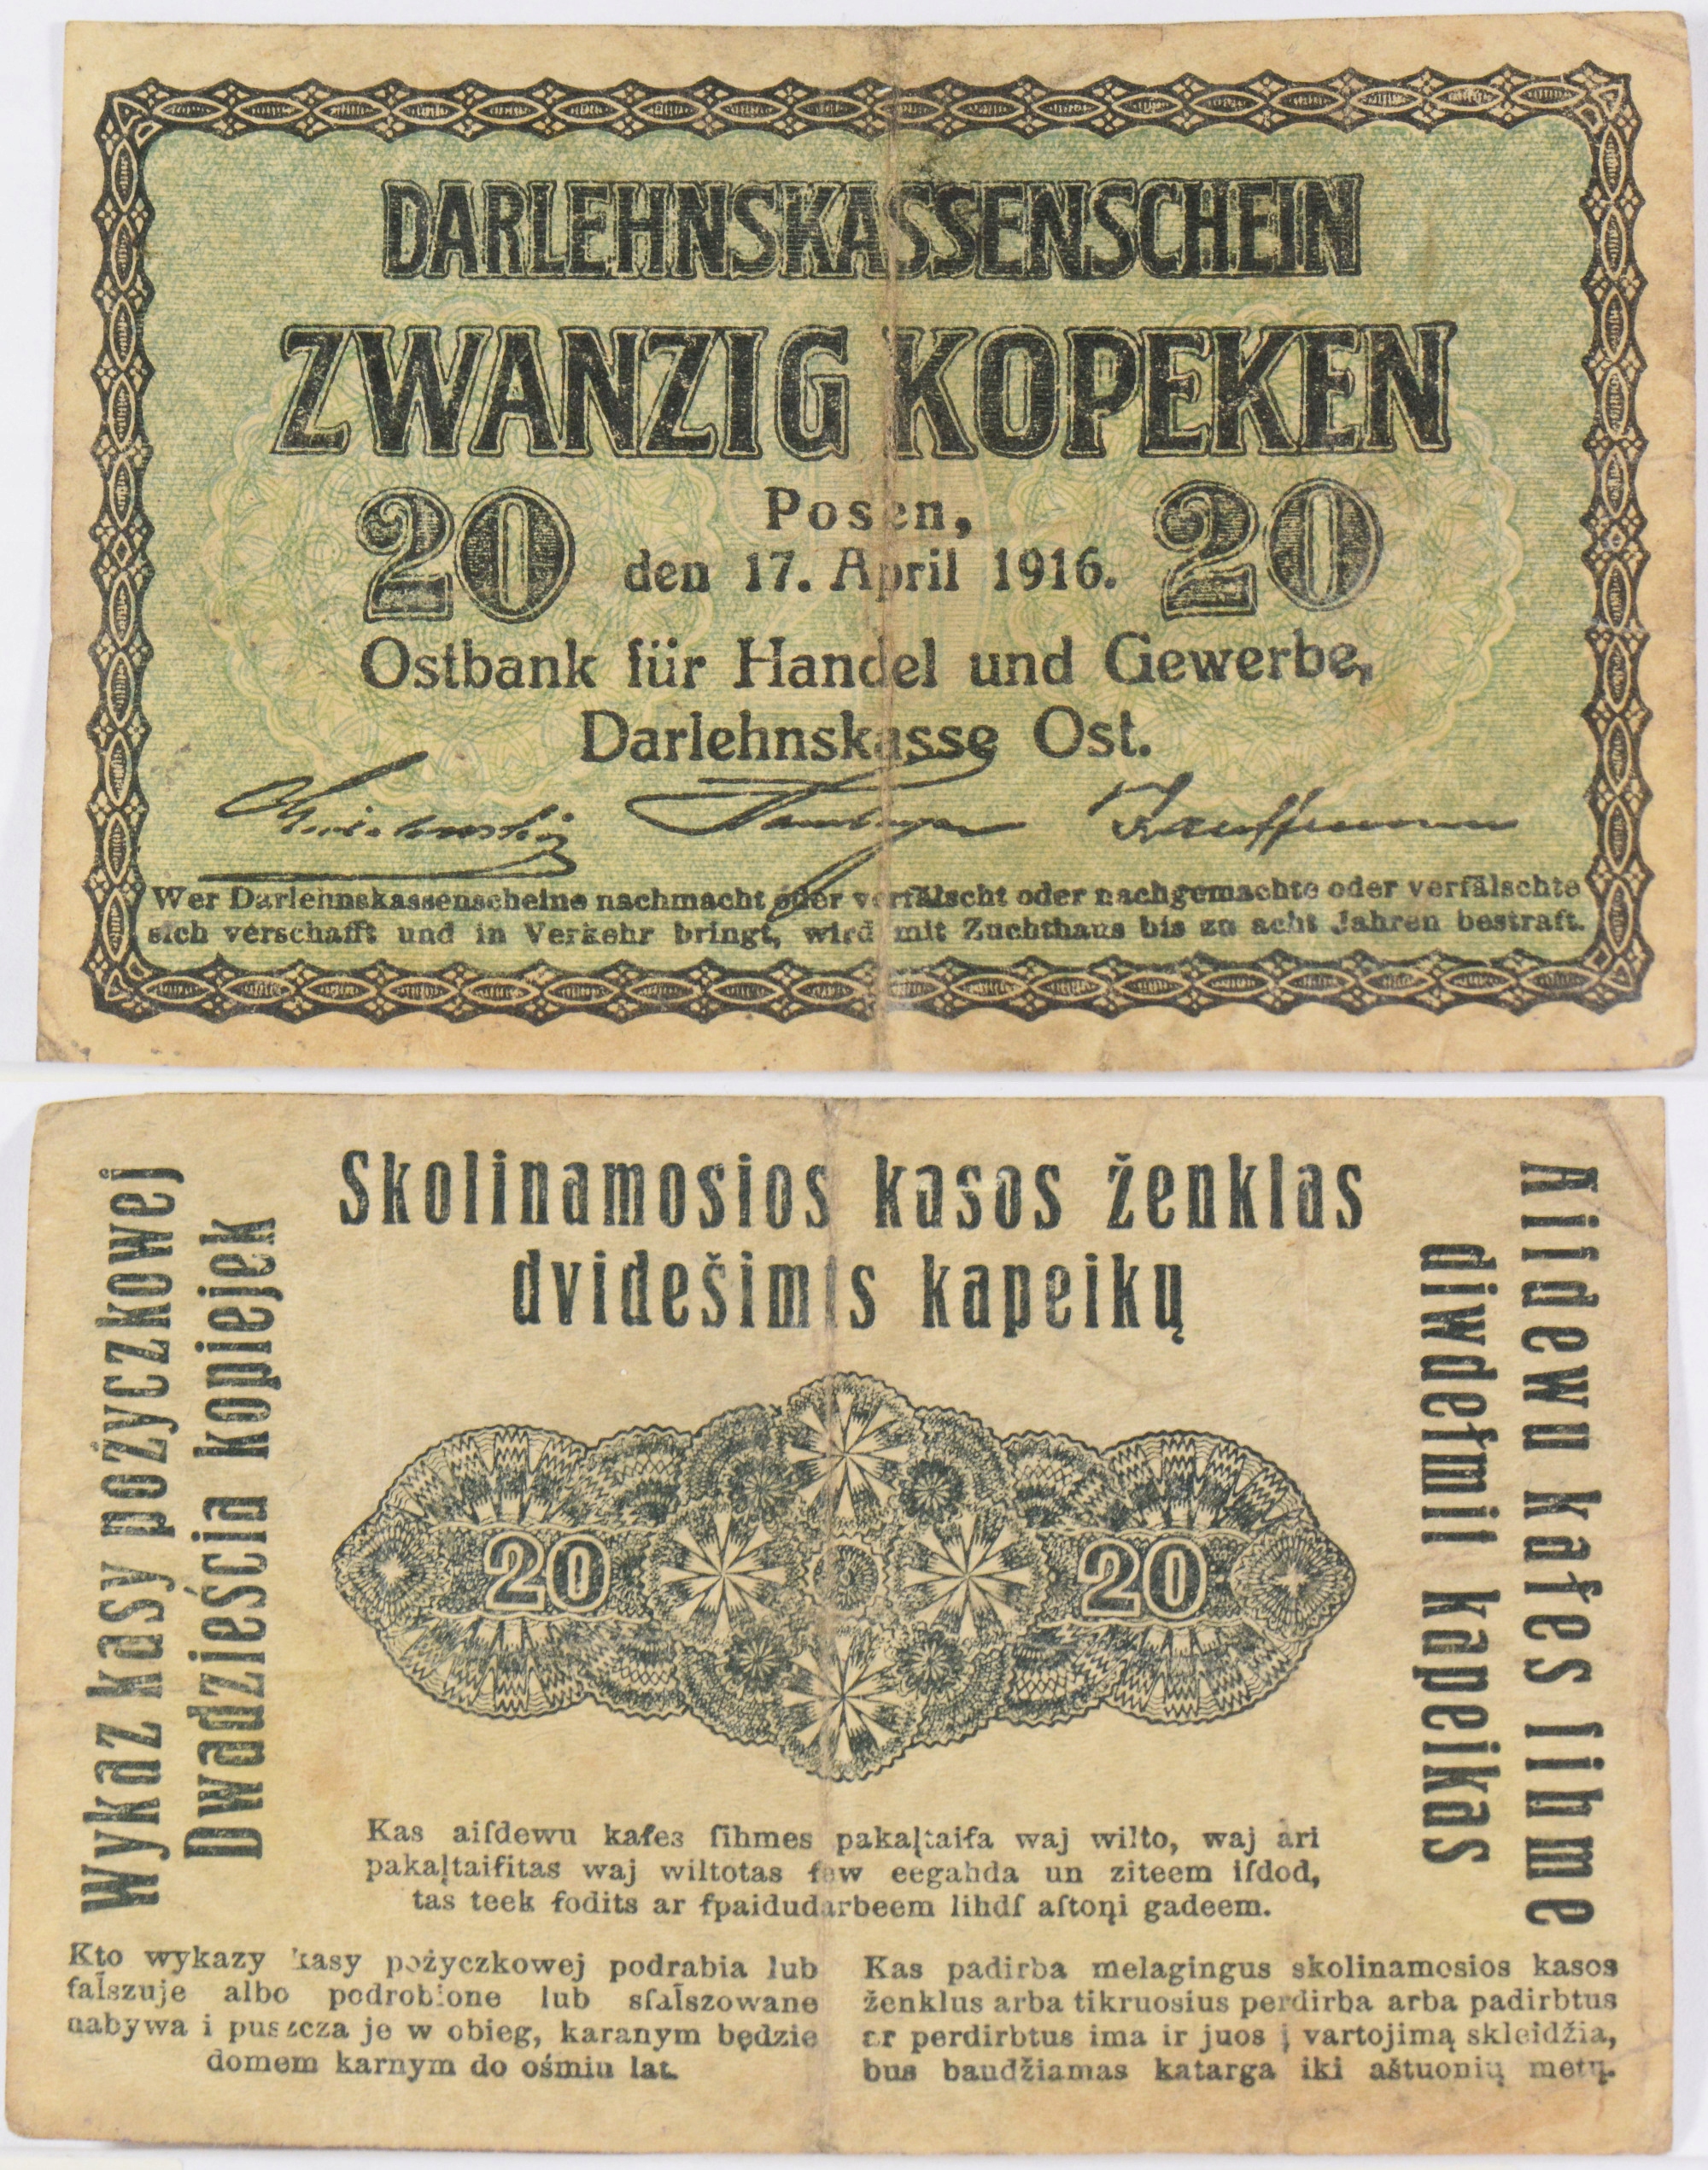 DARLEHNSKASSENSCHEIN
ZWANZIG KOPEKEN
20 Posen, 20
den 17. April 1916.
Ostbank für Handel und Gewerbe,
Darlehnskasse Ost.
Kauffmann
Wer Darlehnskassenscheine nachmacht oder verfälscht oder nachgemachte oder verfälschte
sich verschafft und in Verkehr bringt, wird mit Zuchthaus bis zu acht Jahren bestraft.
Wykaz kasy pożyczkowej
Dwadzieścia kopiejek
Skolinamosios kasos ženklas
dvidešimts kapeikų
Aiſdewu kaſes ſihme
diwdeſmit kapeikas
20 20
Kas aiſdewu kaſes ſihmes pakaļtaiſa waj wilto, waj ari
pakaļtaiſitas waj wiltotas ſew eegahda un ziteem iſdod,
tas teek ſodits ar ſpaidudarbeem lihdſ aſtoņi gadeem.
Kto wykazy kasy pożyczkowej podrabia lub
fałszuje albo podrobione lub sfałszowane
nabywa i puszcza je w obieg, karanym będzie
domem karnym do ośmiu lat.
Kas padirba melagingus skolinamosios kasos
ženklus arba tikruosius perdirba arba padirbtus
ar perdirbtus ima ir juos į vartojimą skleidžia,
bus baudžiamas katarga iki aštuonių metų.